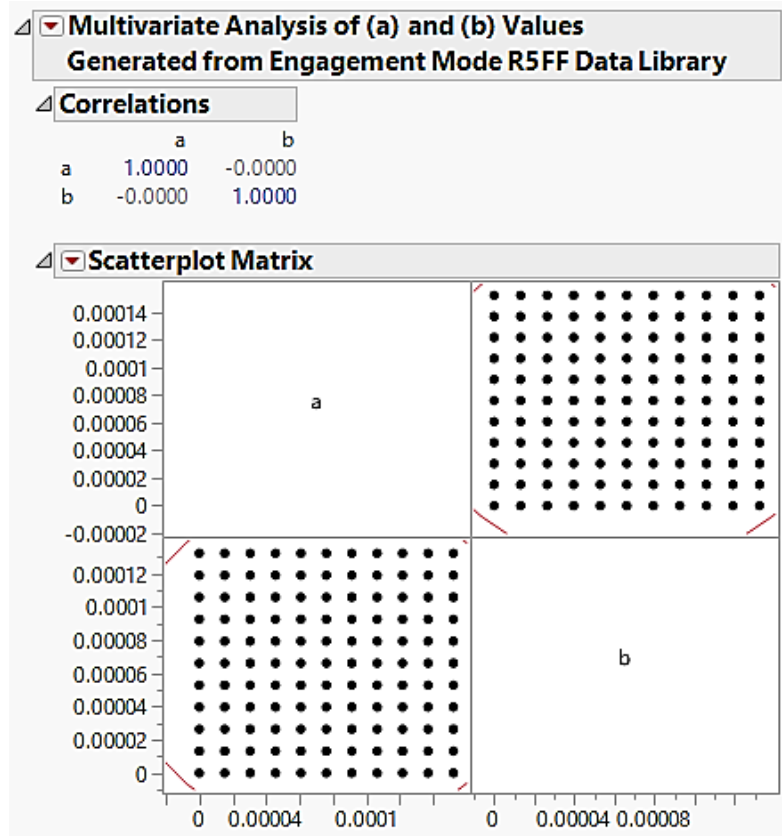 Multivariate Analysis of (a) and (b) Values
Generated from Engagement Mode R5FF Data Library
Correlations
a b
a 1.0000 -0.0000
b -0.0000 1.0000
Scatterplot Matrix
0.00014
0.00012
0.0001
0.00008
0.00006
0.00004
0.00002
0
-0.00002
a
0.00012
0.0001
0.00008
0.00006
0.00004
0.00002
0
b
0 0.00004 0.0001 0 0.00004 0.00008